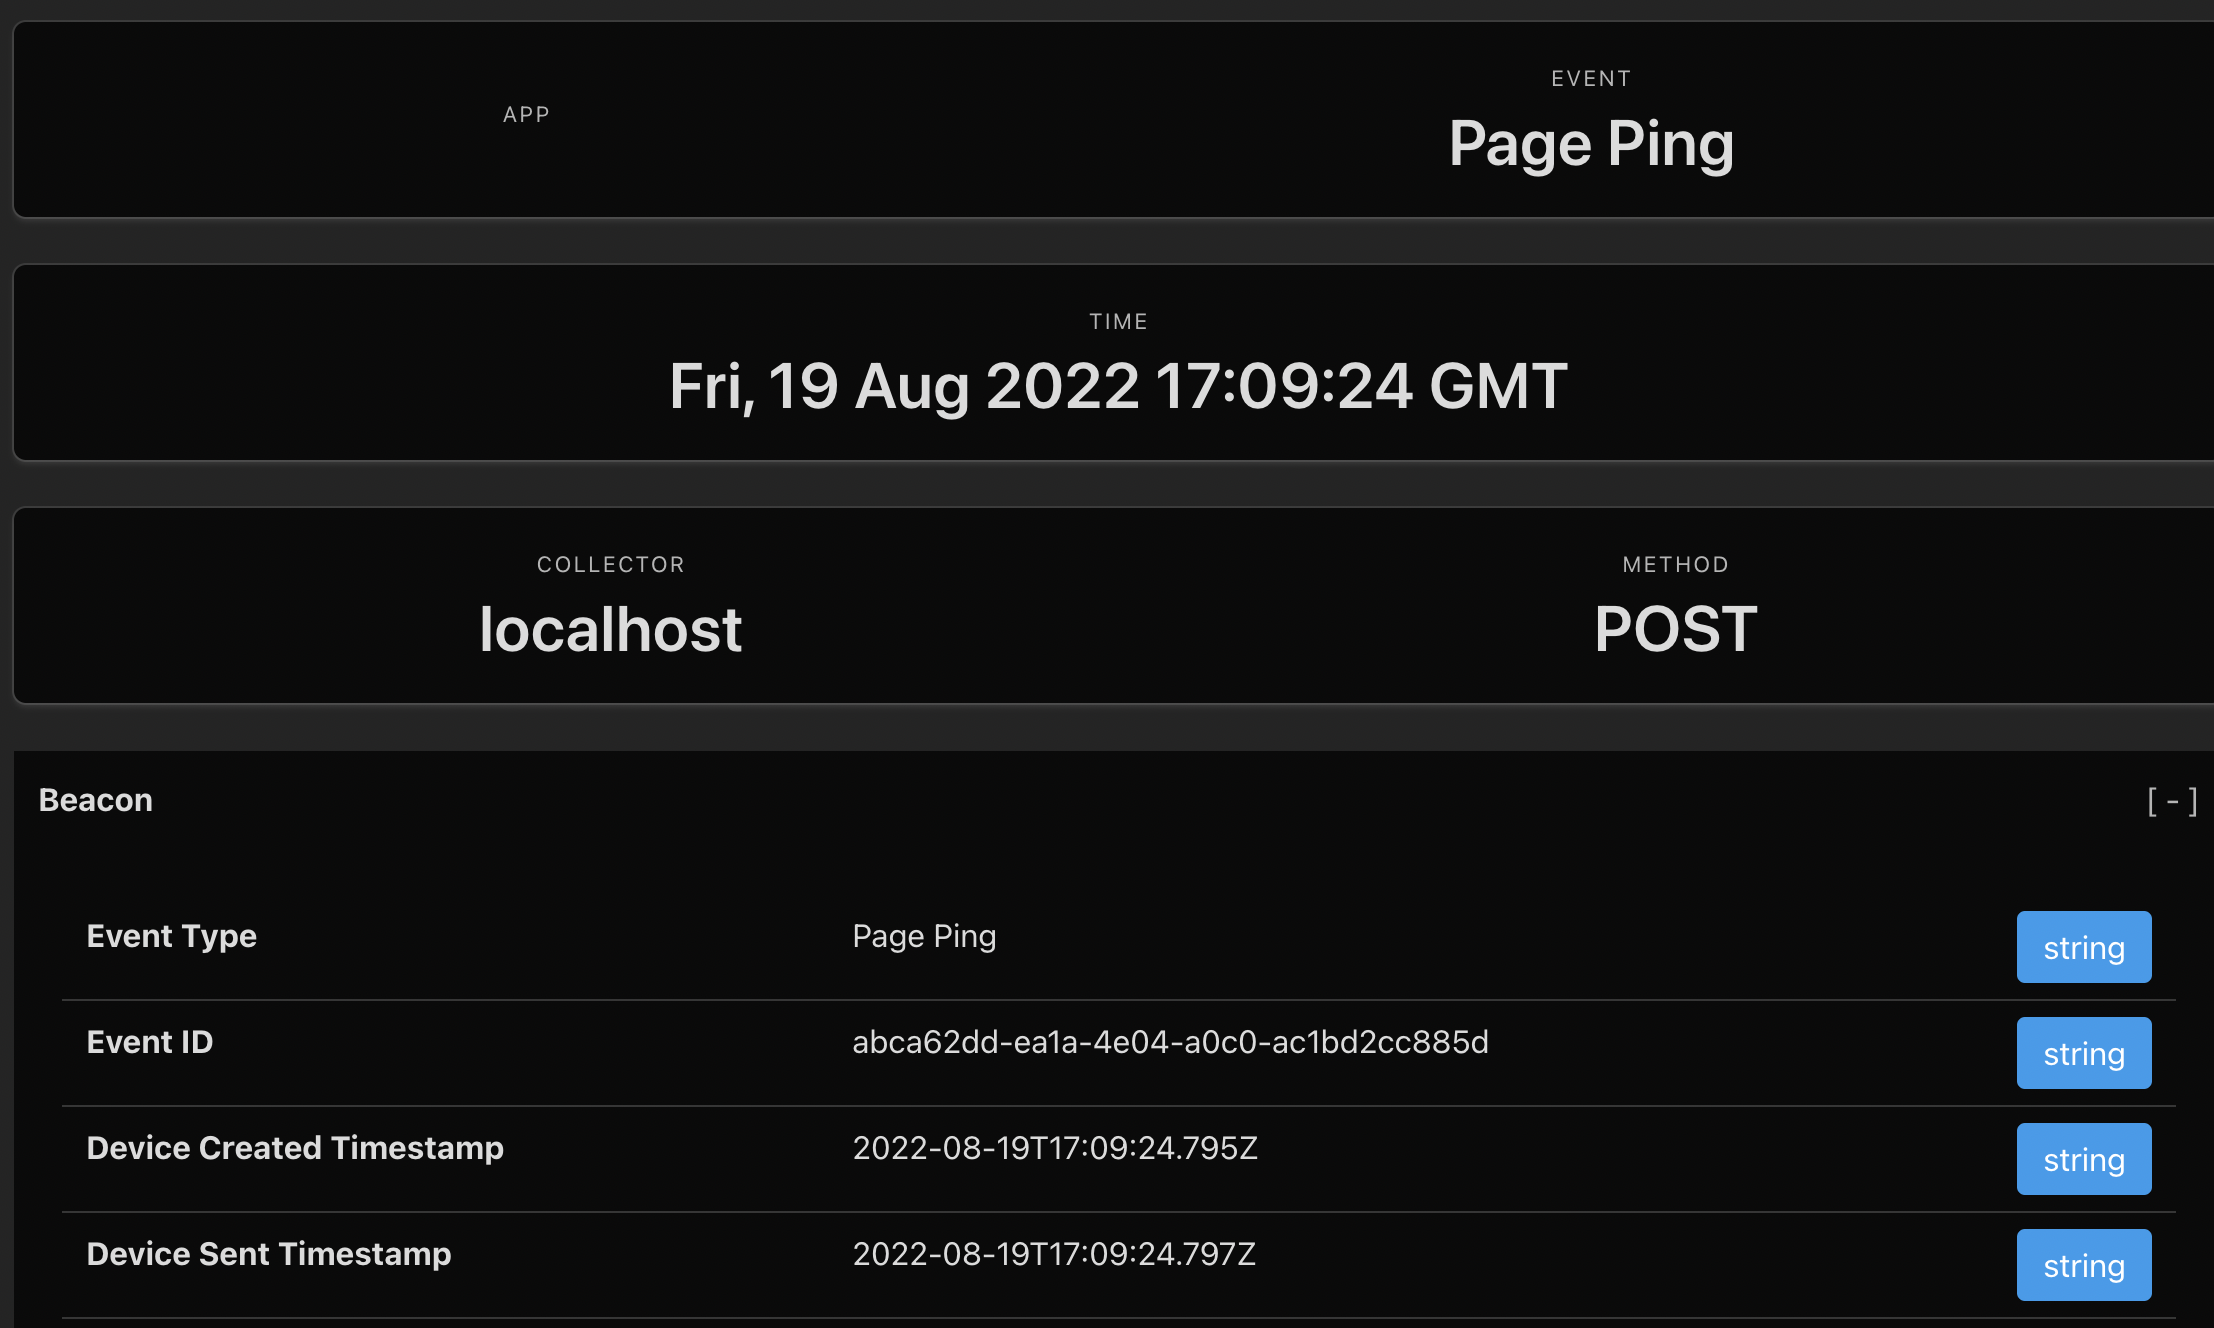 APP
EVENT
Page Ping
TIME
Fri, 19 Aug 2022 17:09:24 GMT
COLLECTOR
localhost
METHOD
POST
Beacon [ - ]
Event Type Page Ping string
Event ID abca62dd-ea1a-4e04-a0c0-ac1bd2cc885d string
Device Created Timestamp 2022-08-19T17:09:24.795Z string
Device Sent Timestamp 2022-08-19T17:09:24.797Z string